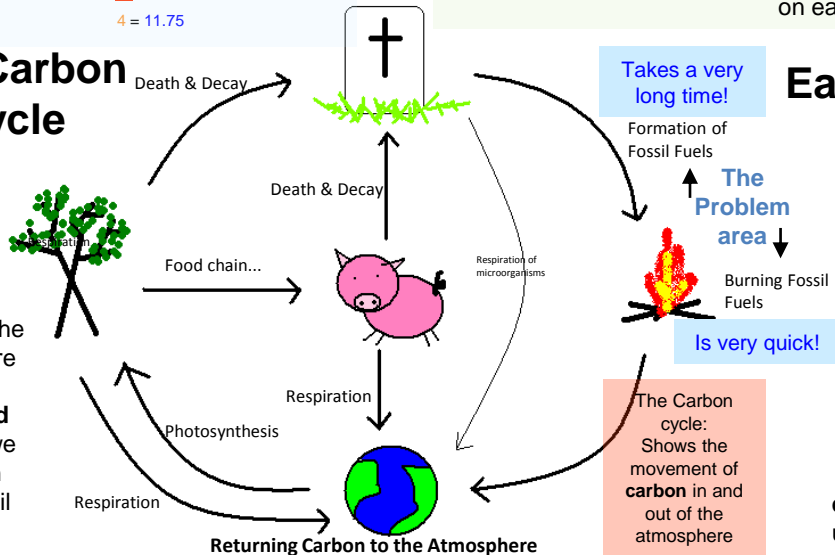 4 = 11.75
on ea
Carbon
ycle
Death & Decay
Takes a very
long time!
Ea
Formation of
Fossil Fuels
The
Problem
area
Death & Decay
Respiration
Food chain...
Respiration of
microorganisms
Burning Fossil
Fuels
Is very quick!
he
re
d
ve
n
il
Respiration
Photosynthesis
Respiration
The Carbon
cycle:
Shows the
movement of
carbon in and
out of the
atmosphere
Returning Carbon to the Atmosphere